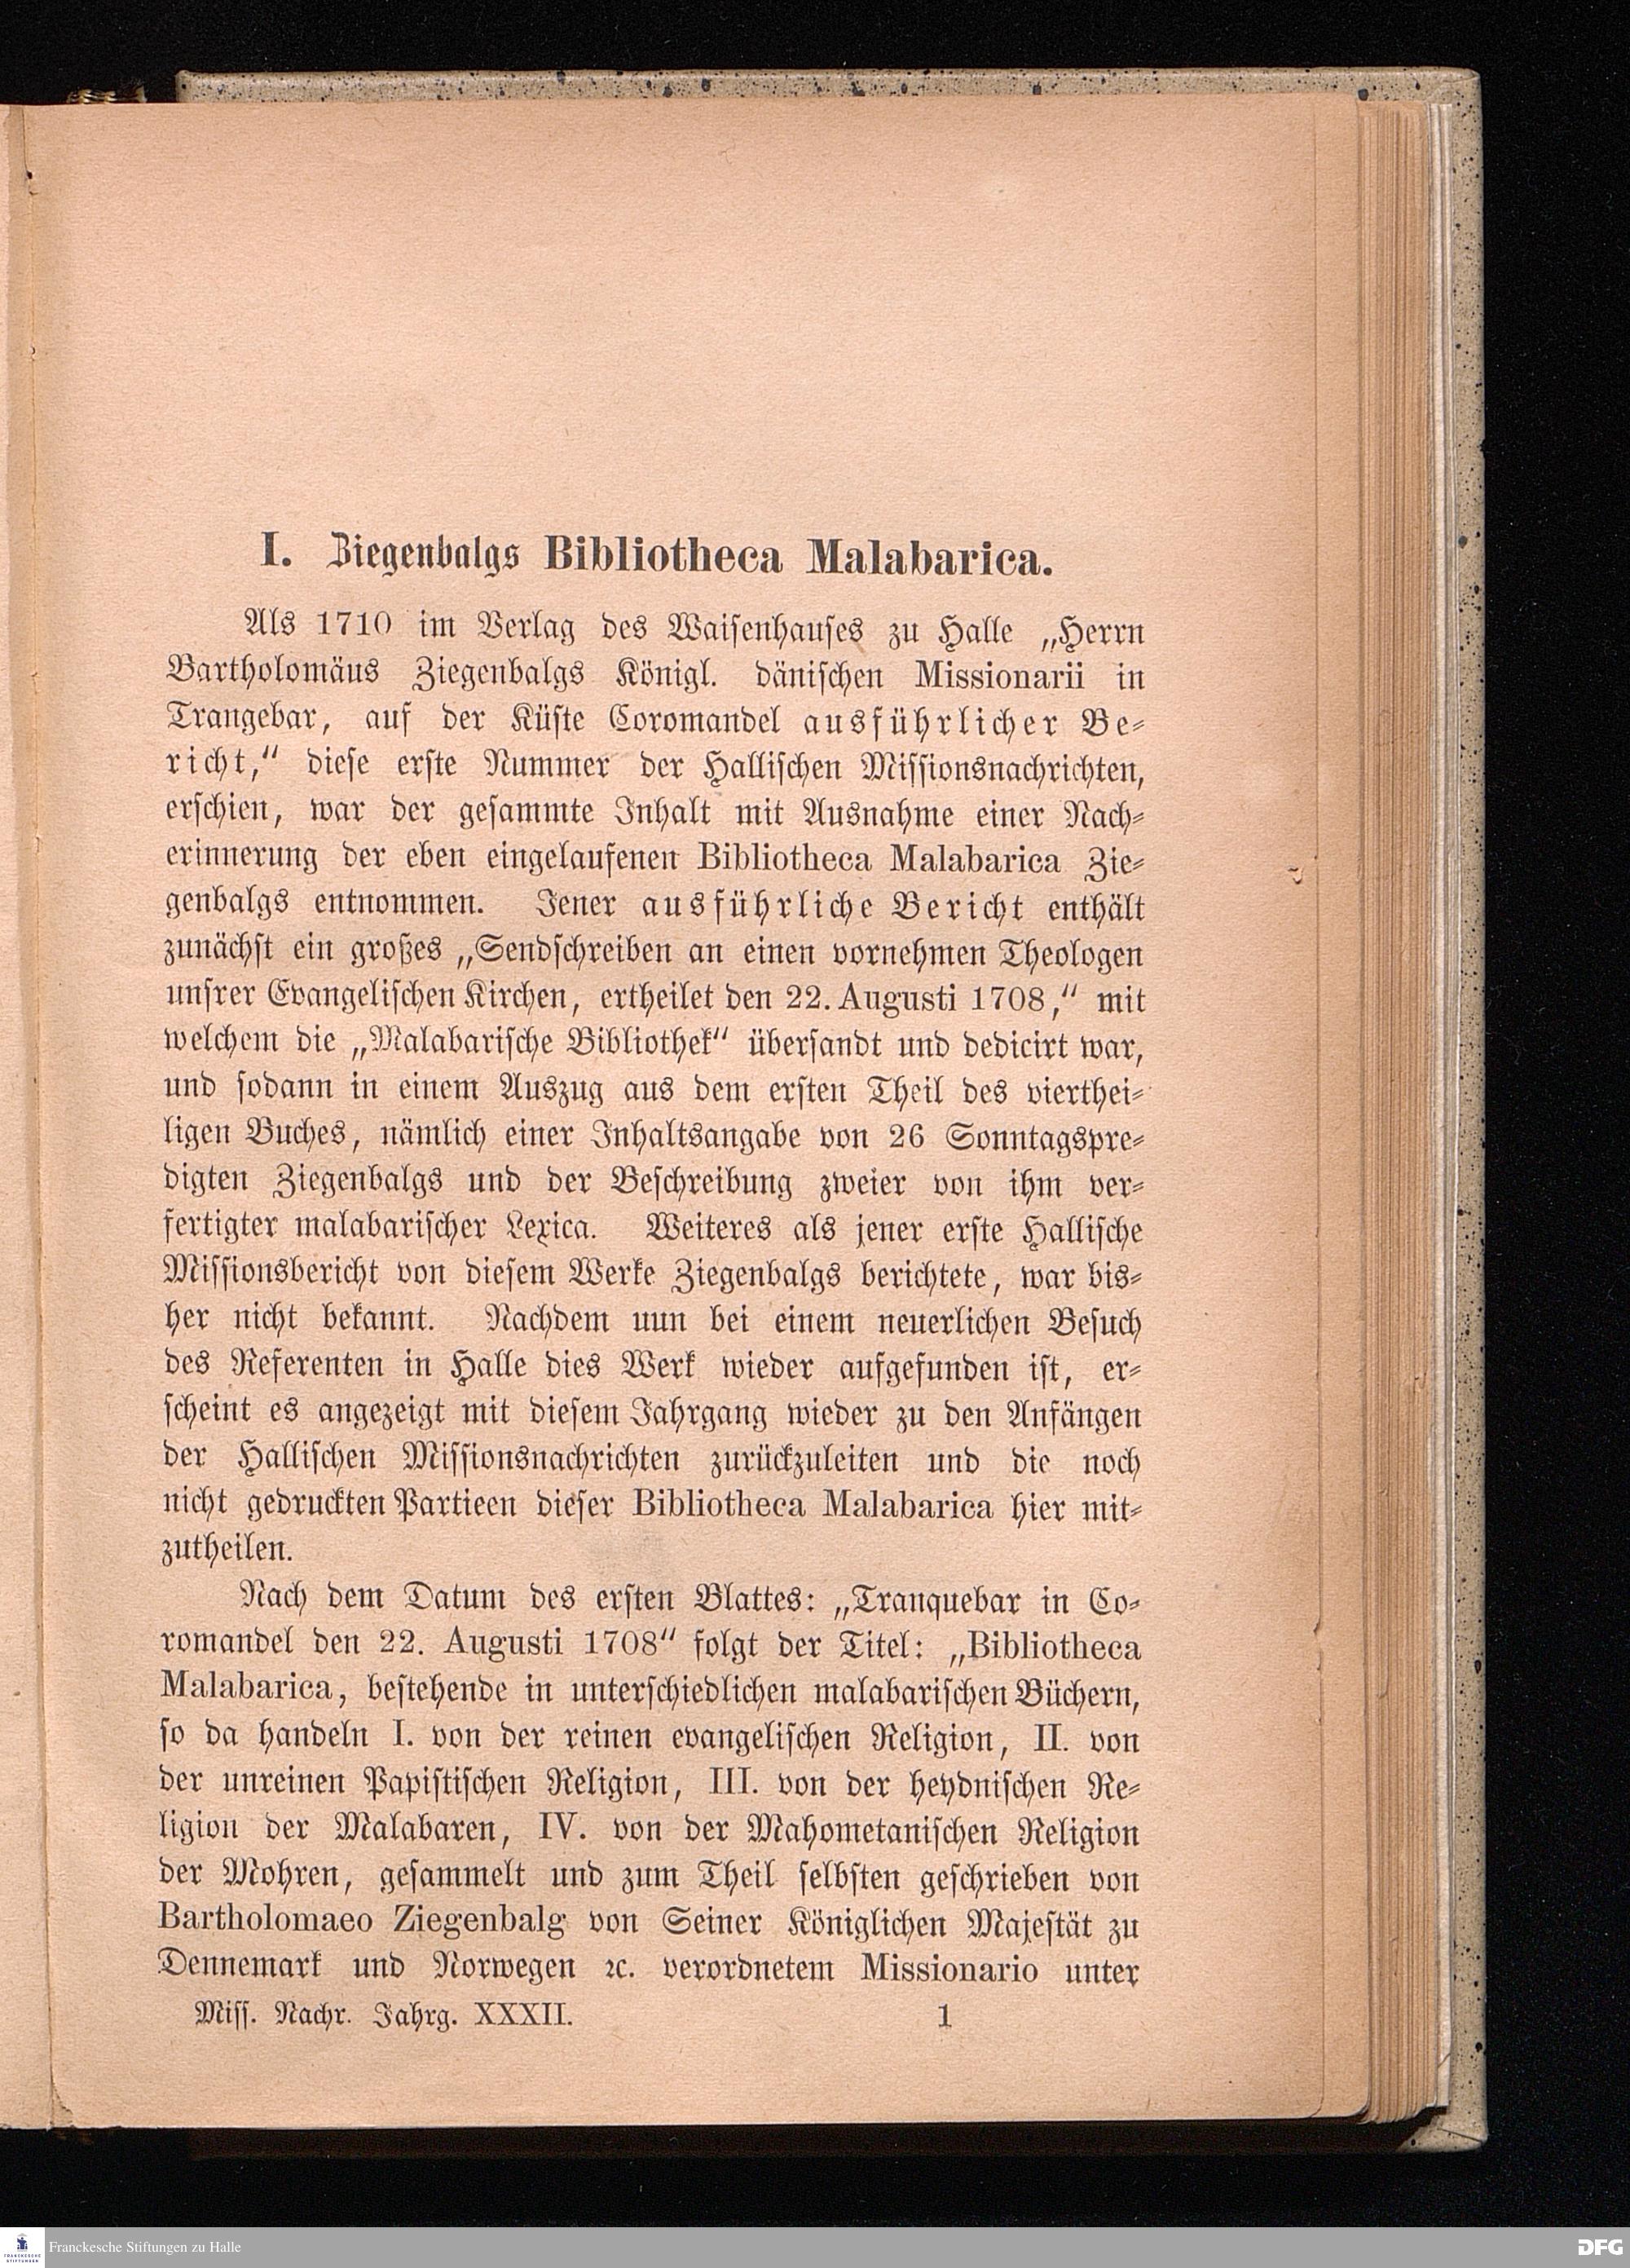 I. Ziegenbalgs Bibliotheca Malabarica.
Als 1710 im Verlag des Waisenhauses zu Halle „Herrn
Bartholomäus Ziegenbalgs Königl. dänischen Missionarii in
Trangebar, auf der Küste Coromandel ausführlicher Be-
richt,“ diese erste Nummer der Hallischen Missionsnachrichten,
erschien, war der gesammte Inhalt mit Ausnahme einer Nach-
erinnerung der eben eingelaufenen Bibliotheca Malabarica Zie-
genbalgs entnommen. Jener ausführliche Bericht enthält
zunächst ein großes „Sendschreiben an einen vornehmen Theologen
unsrer Evangelischen Kirchen, ertheilet den 22. Augusti 1708,“ mit
welchem die „Malabarische Bibliothek“ übersandt und dedicirt war,
und sodann in einem Auszug aus dem ersten Theil des vierthei-
ligen Buches, nämlich einer Inhaltsangabe von 26 Sonntagspre-
digten Ziegenbalgs und der Beschreibung zweier von ihm ver-
fertigter malabarischer Lexica. Weiteres als jener erste Hallische
Missionsbericht von diesem Werke Ziegenbalgs berichtete, war bis-
her nicht bekannt. Nachdem nun bei einem neuerlichen Besuch
des Referenten in Halle dies Werk wieder aufgefunden ist, er-
scheint es angezeigt mit diesem Jahrgang wieder zu den Anfängen
der Hallischen Missionsnachrichten zurückzuleiten und die noch
nicht gedruckten Partieen dieser Bibliotheca Malabarica hier mit-
zutheilen.
Nach dem Datum des ersten Blattes: „Tranquebar in Co-
romandel den 22. Augusti 1708“ folgt der Titel: „Bibliotheca
Malabarica, bestehende in unterschiedlichen malabarischen Büchern,
so da handeln I. von der reinen evangelischen Religion, II. von
der unreinen Papistischen Religion, III. von der heydnischen Re-
ligion der Malabaren, IV. von der Mahometanischen Religion
der Mohren, gesammelt und zum Theil selbsten geschrieben von
Bartholomaeo Ziegenbalg von Seiner Königlichen Majestät zu
Dennemark und Norwegen ꝛc. verordnetem Missionario unter
Miss. Nachr. Jahrg. XXXII. 1
FRANCKESCHE STIFTUNGEN
Franckesche Stiftungen zu Halle
DFG